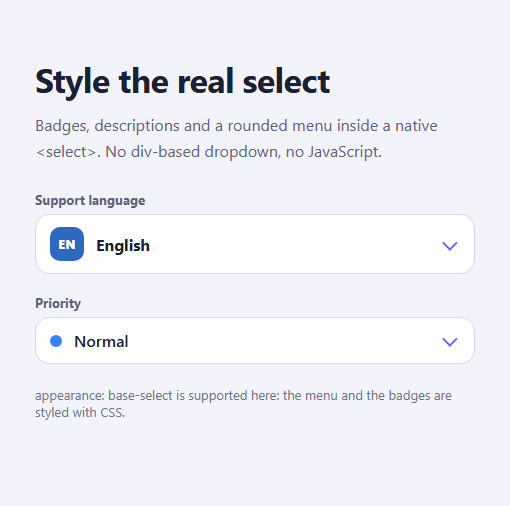 Style the real select
Badges, descriptions and a rounded menu inside a native
<select>. No div-based dropdown, no JavaScript.
Support language
EN English
Priority
Normal
appearance: base-select is supported here: the menu and the badges are
styled with CSS.